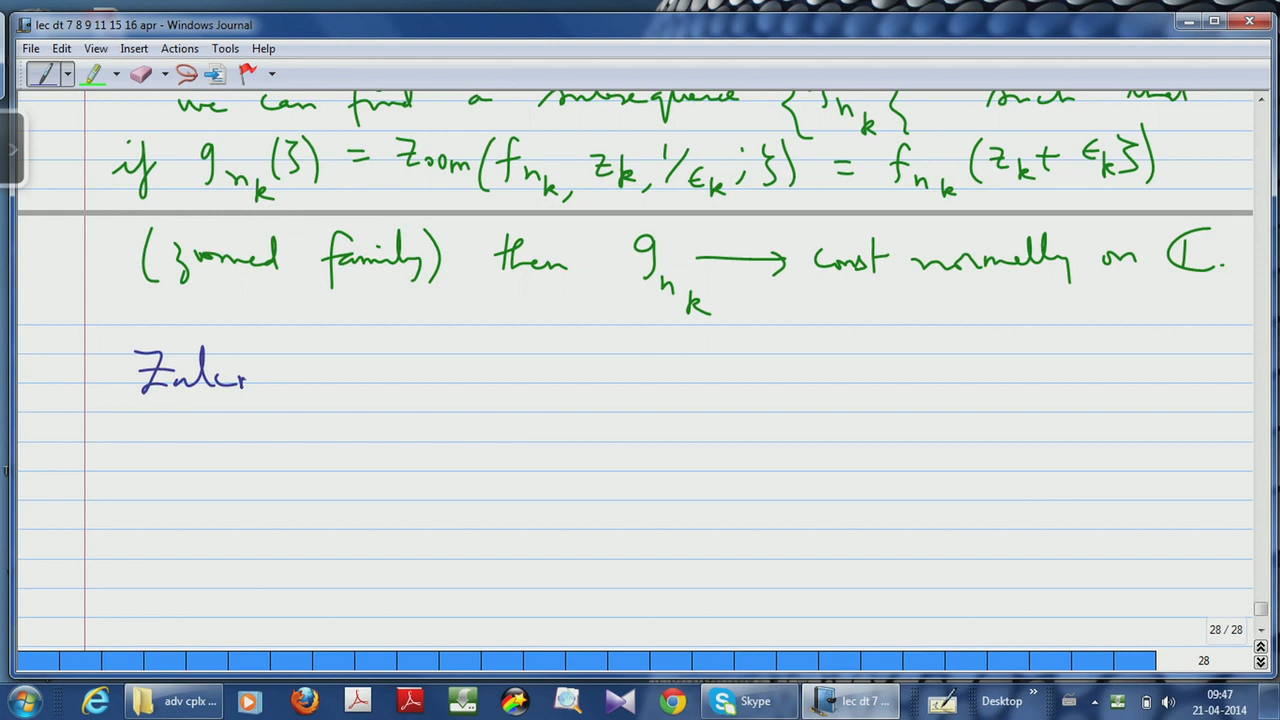 lec dt 7 8 9 11 15 16 apr - Windows Journal
File Edit View Insert Actions Tools Help
we can find a subsequence {f_{n_k}} such that
if g_{n_k}(ξ) = Zoom(f_{n_k}, z_k, 1/ϵ_k; ξ) = f_{n_k}(z_k + ϵ_k ξ)
(zoomed family) then g_{n_k} ⟶ const normally on ℂ.
Zalc
28 / 28
28
adv cplx ...
Skype
lec dt 7 ...
Desktop
09:47
21-04-2014